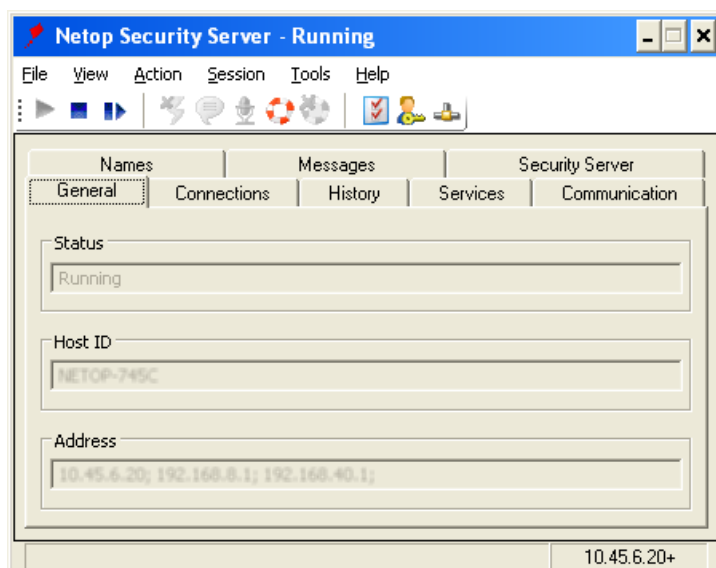 Netop Security Server - Running
File View Action Session Tools Help
Names Messages Security Server
General Connections History Services Communication
Status
Running
Host ID
NETOP-745C
Address
10.45.6.20; 192.168.8.1; 192.168.40.1;
10.45.6.20+